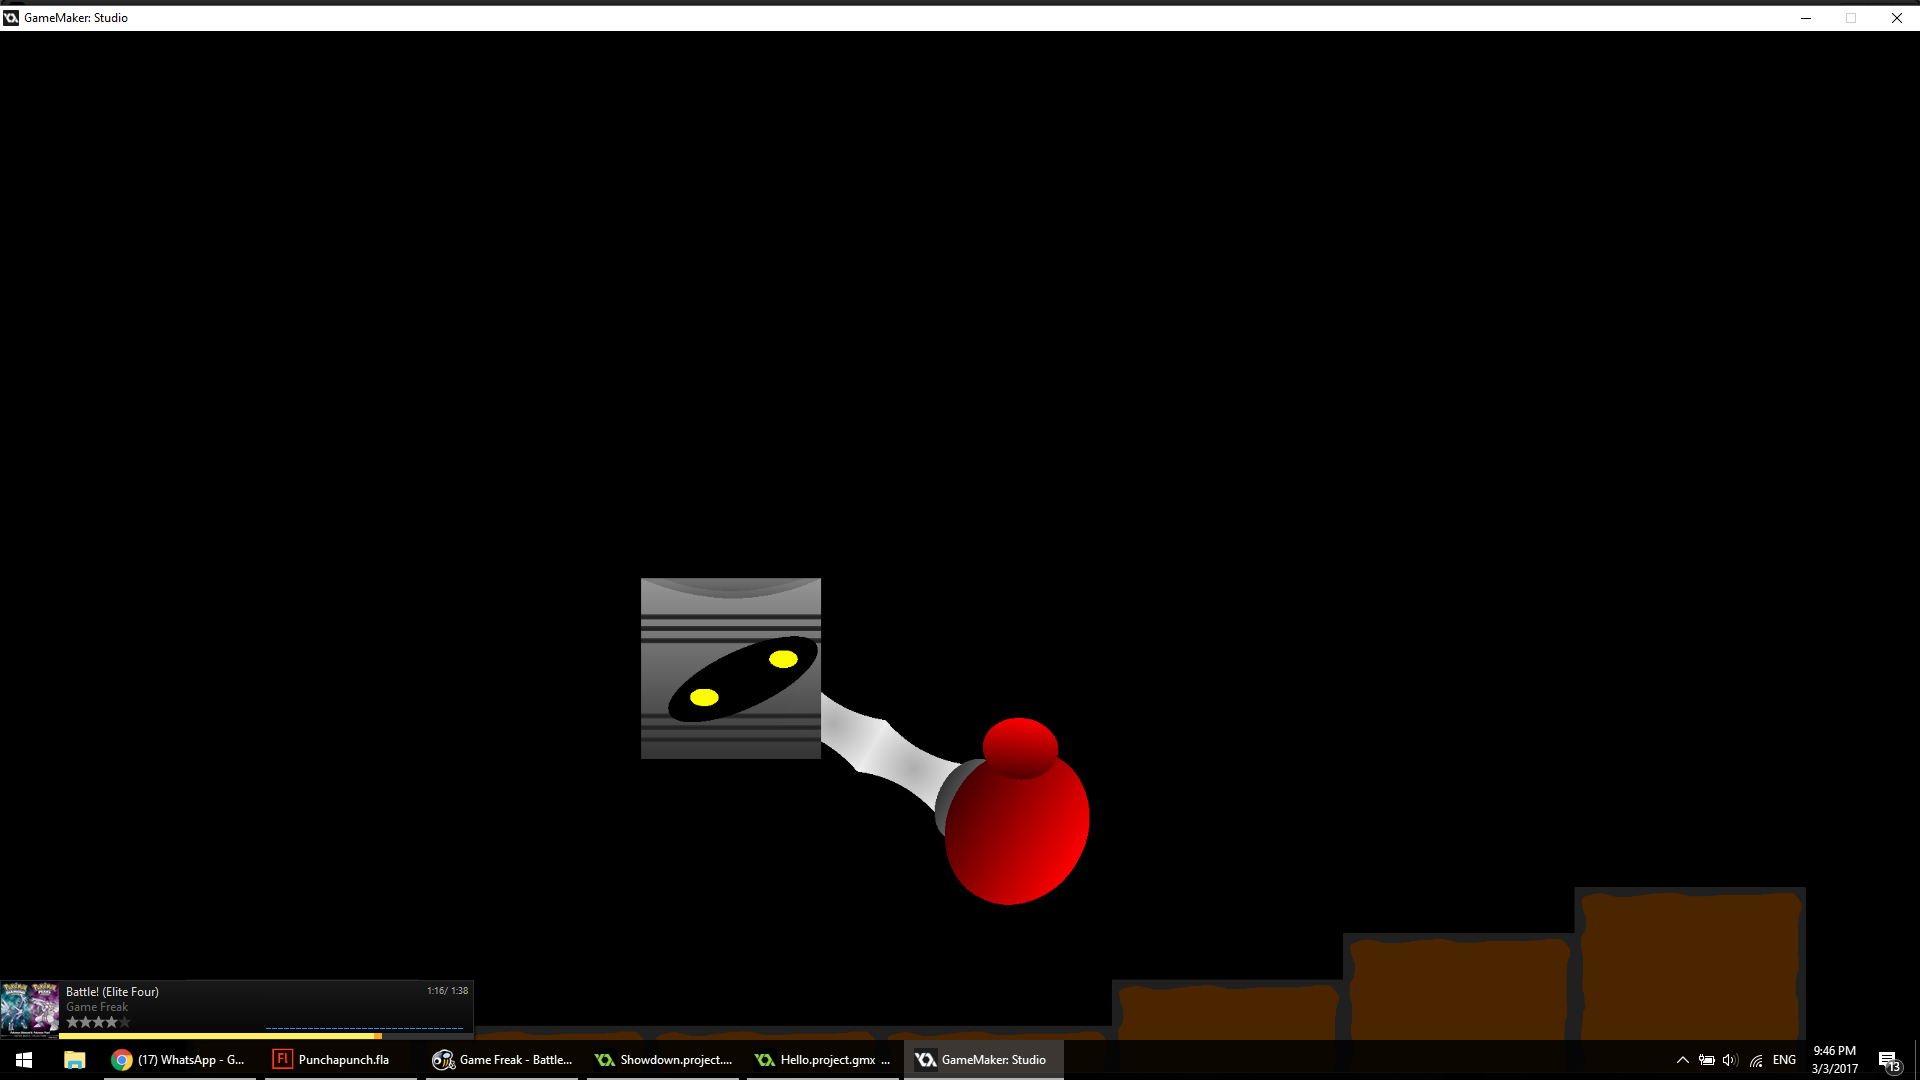 GameMaker: Studio
Battle! (Elite Four)
1:16/ 1:38
Game Freak
(17) WhatsApp - G...
Punchapunch.fla
Game Freak - Battle...
Showdown.project....
Hello.project.gmx ...
GameMaker: Studio
ENG
9:46 PM
3/3/2017
13
Fl